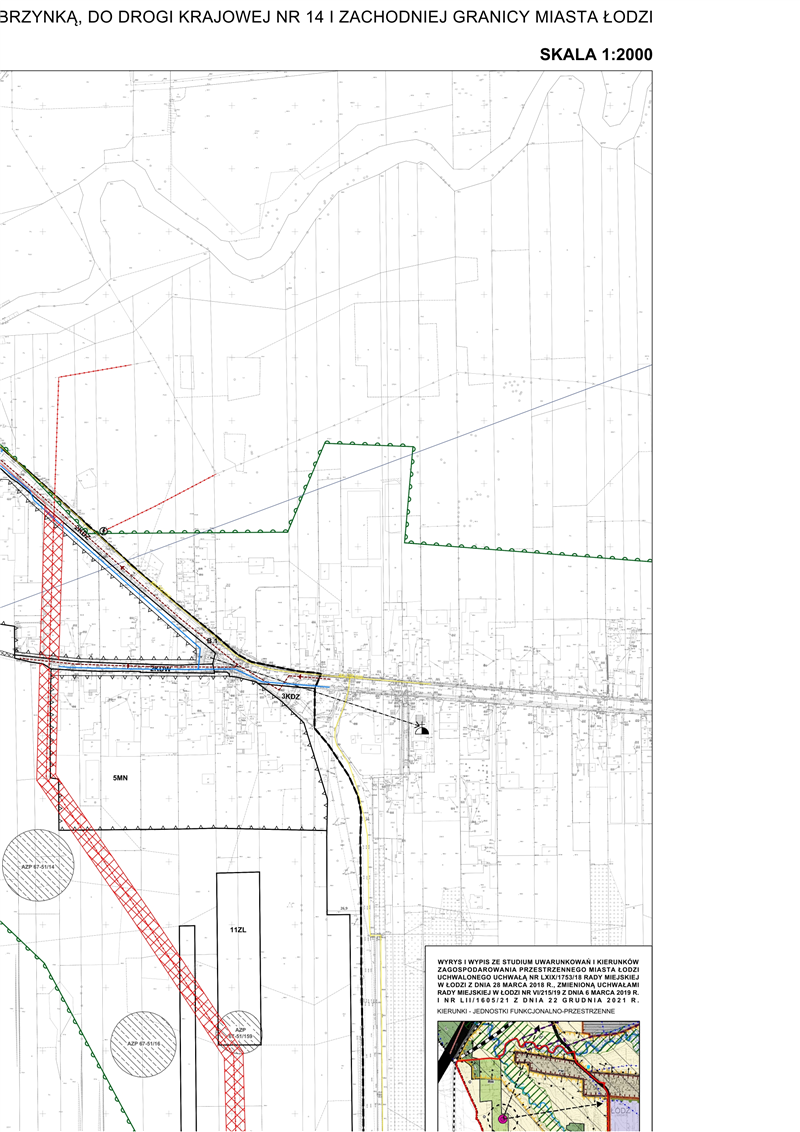 BRZYNKĄ, DO DROGI KRAJOWEJ NR 14 I ZACHODNIEJ GRANICY MIASTA ŁODZI
SKALA 1:2000
3KDZ
5MN
AZP 67-51/14
11ZL
AZP 67-51/16
AZP
WYRYS I WYPIS ZE STUDIUM UWARUNKOWAŃ I KIERUNKÓW
ZAGOSPODAROWANIA PRZESTRZENNEGO MIASTA ŁODZI
UCHWALONEGO UCHWAŁĄ NR LXIX/1753/18 RADY MIEJSKIEJ
W ŁODZI Z DNIA 28 MARCA 2018 R., ZMIENIONĄ UCHWAŁAMI
RADY MIEJSKIEJ W ŁODZI NR VI/215/19 Z DNIA 6 MARCA 2019 R.
I NR LII/1605/21 Z DNIA 22 GRUDNIA 2021 R.
KIERUNKI - JEDNOSTKI FUNKCJONALNO-PRZESTRZENNE